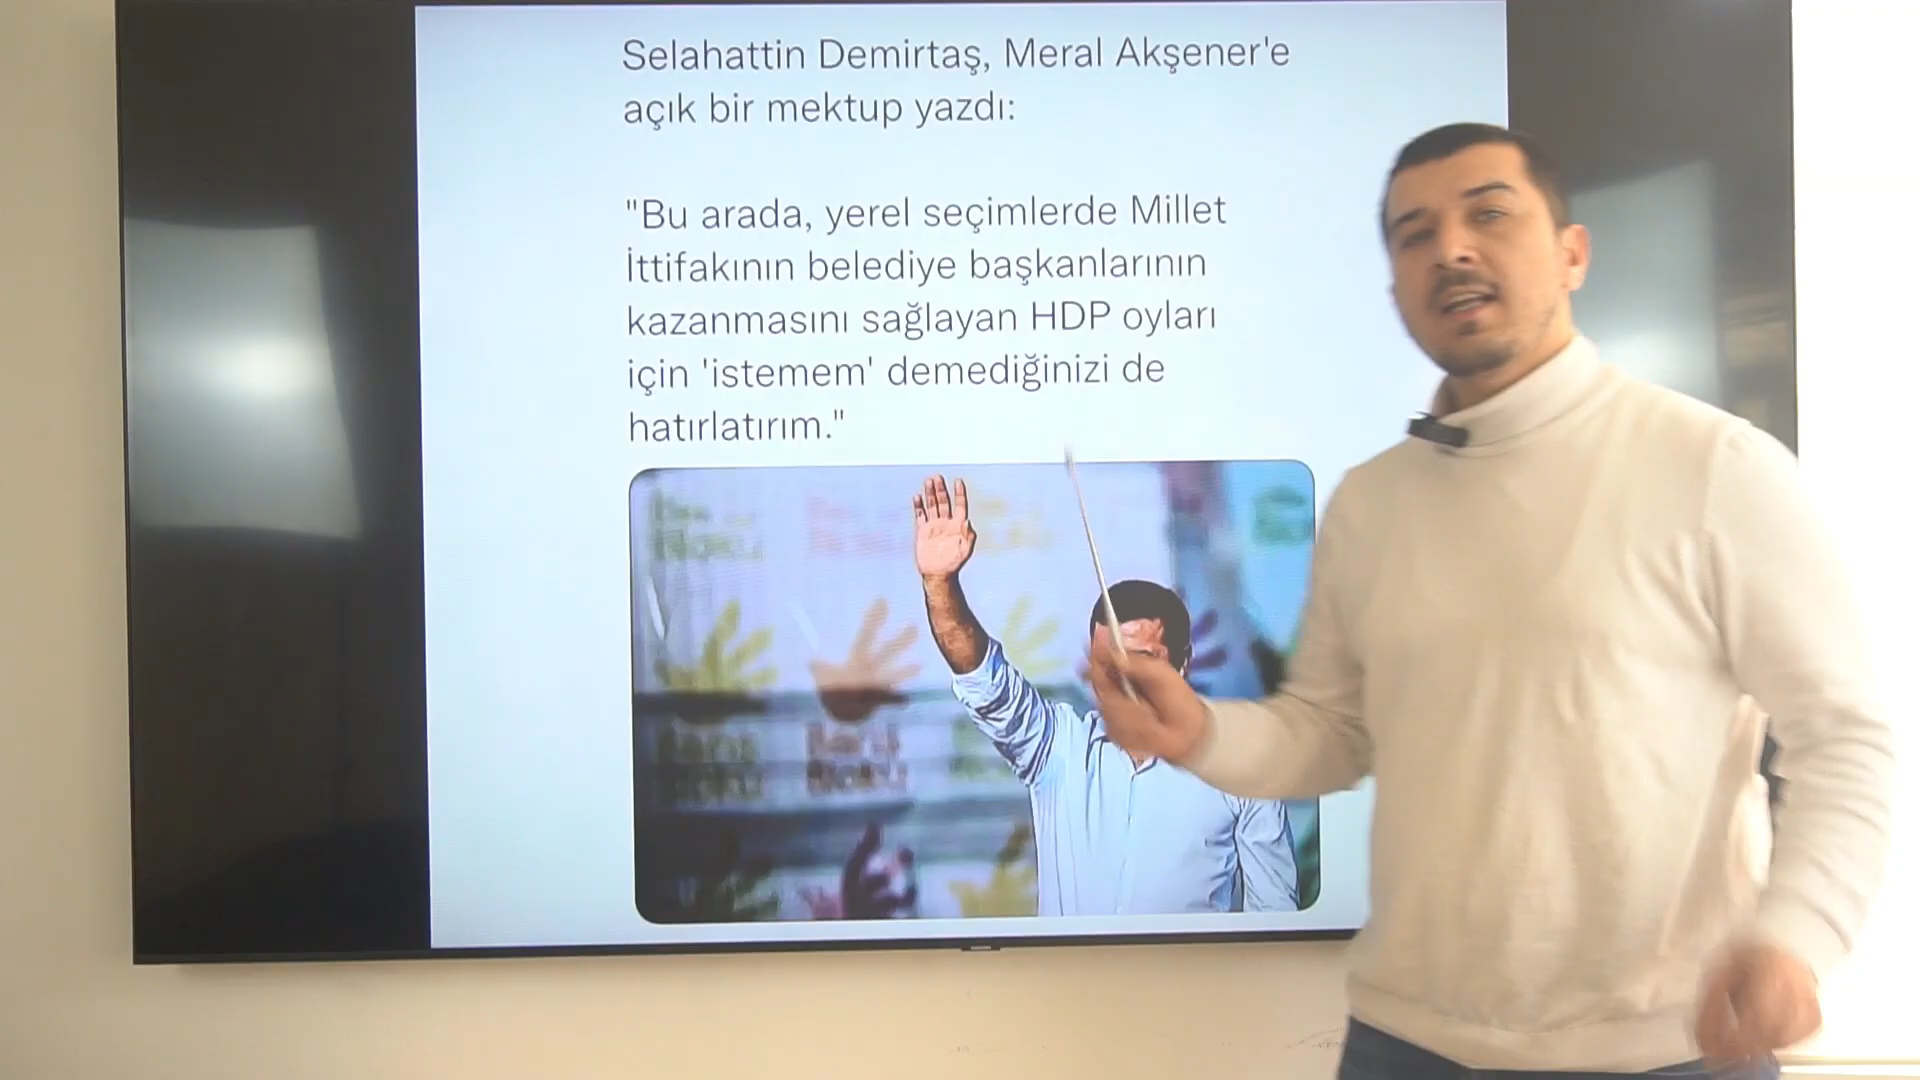 Selahattin Demirtaş, Meral Akşener'e
açık bir mektup yazdı:
"Bu arada, yerel seçimlerde Millet
İttifakının belediye başkanlarının
kazanmasını sağlayan HDP oyları
için 'istemem' demediğinizi de
hatırlatırım."